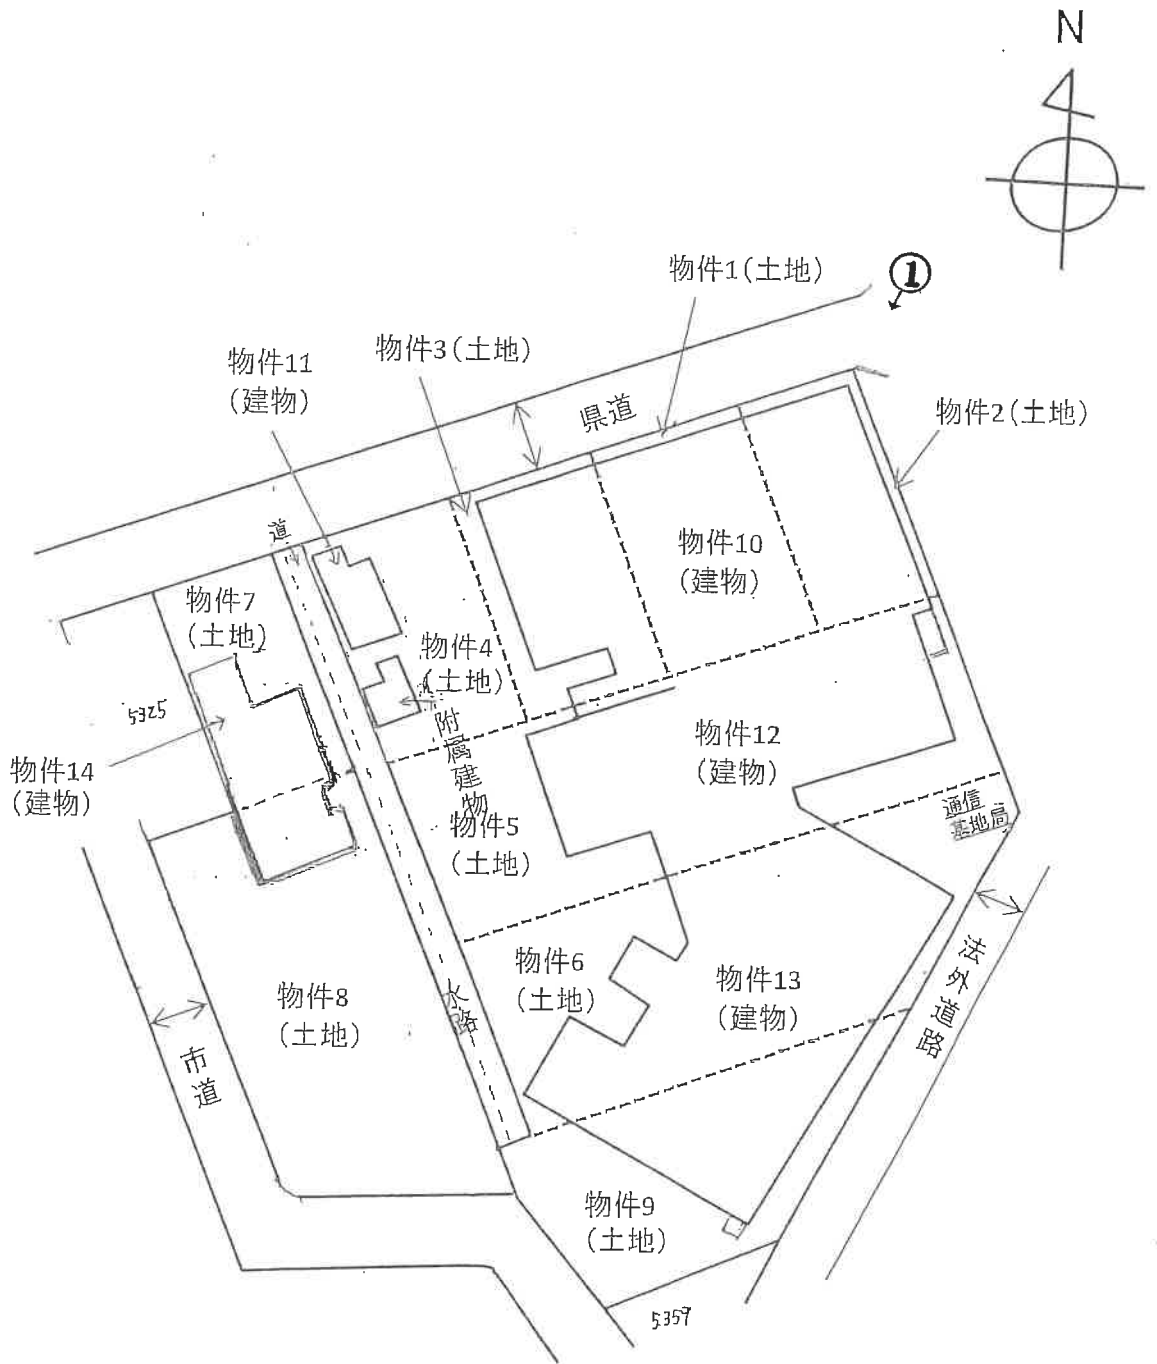 N
①
物件1(土地)
物件3(土地)
物件11
(建物)
県道
物件2(土地)
道
物件10
(建物)
物件7
(土地)
物件4
(土地)
5325
附属建物
物件12
(建物)
物件14
(建物)
通信
基地局
物件5
(土地)
物件6
(土地)
物件13
(建物)
法外道路
物件8
(土地)
水路
市道
物件9
(土地)
5359